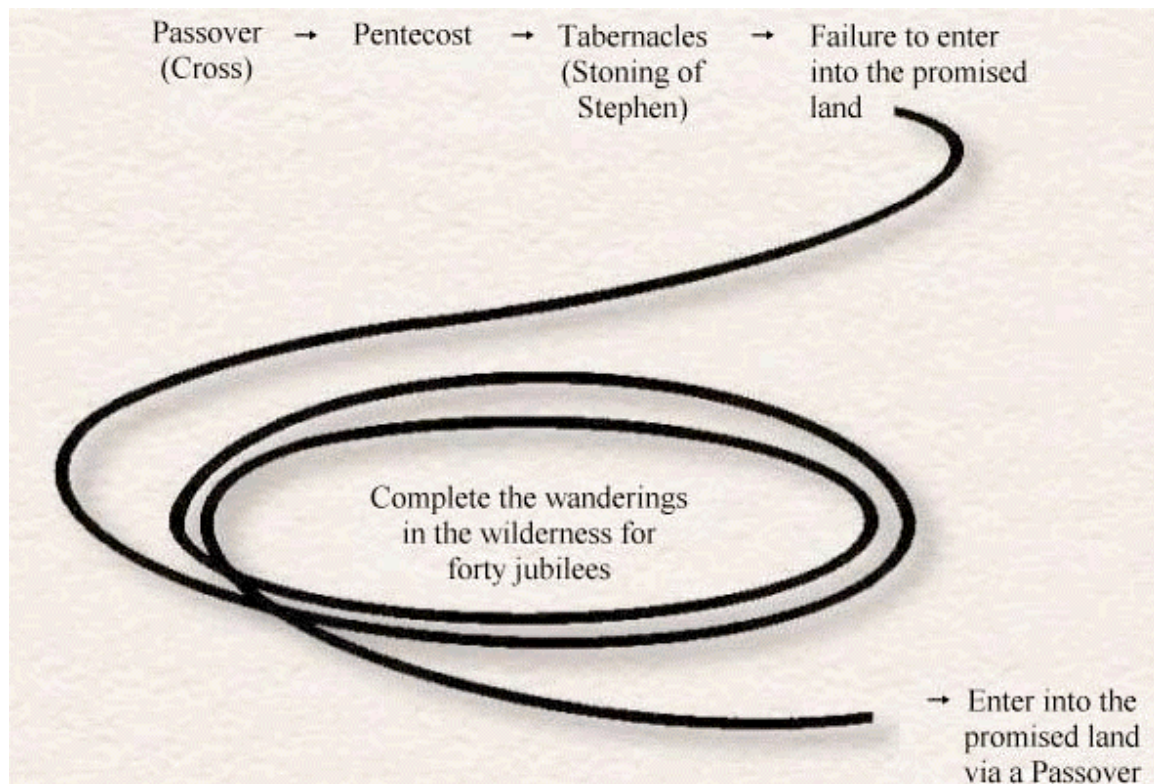 Passover → Pentecost → Tabernacles → Failure to enter
(Cross) (Stoning of into the promised
Stephen) land
Complete the wanderings
in the wilderness for
forty jubilees
→ Enter into the
promised land
via a Passover